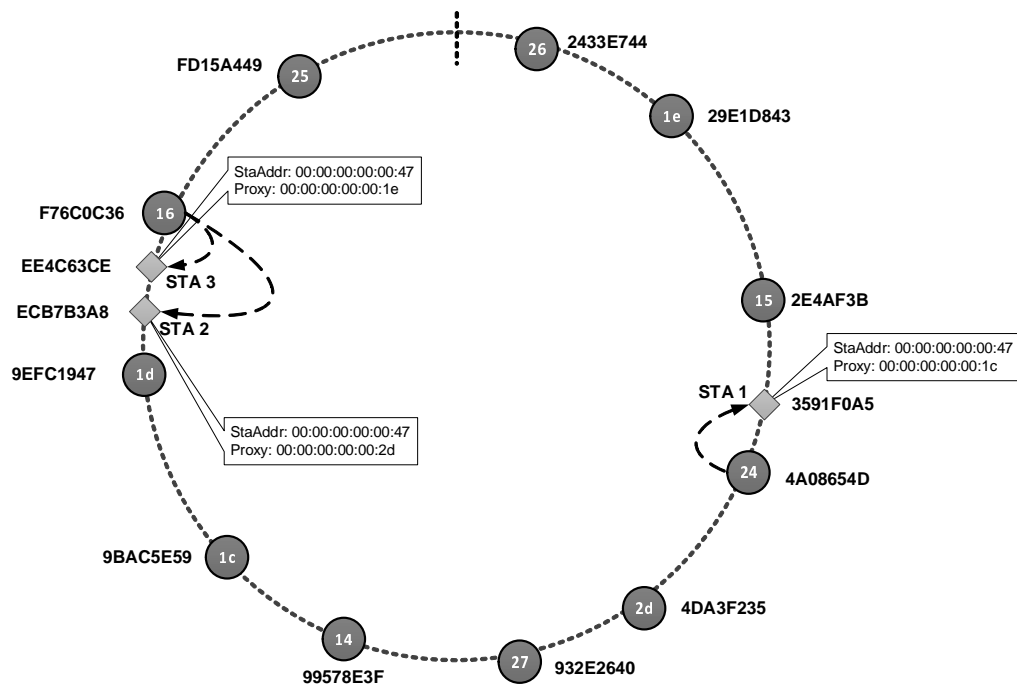 26
2433E744
FD15A449
25
1e
29E1D843
StaAddr: 00:00:00:00:00:47
Proxy: 00:00:00:00:00:1e
F76C0C36
16
EE4C63CE
STA 3
ECB7B3A8
STA 2
15
2E4AF3B
9EFC1947
1d
StaAddr: 00:00:00:00:00:47
Proxy: 00:00:00:00:00:1c
STA 1
3591F0A5
StaAddr: 00:00:00:00:00:47
Proxy: 00:00:00:00:00:2d
24
4A08654D
9BAC5E59
1c
2d
4DA3F235
14
99578E3F
27
932E2640